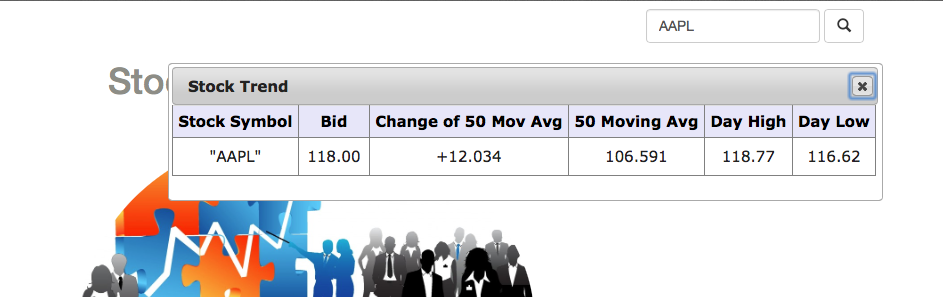 AAPL
Sto
Stock Trend
Stock Symbol Bid Change of 50 Mov Avg 50 Moving Avg Day High Day Low
"AAPL" 118.00 +12.034 106.591 118.77 116.62